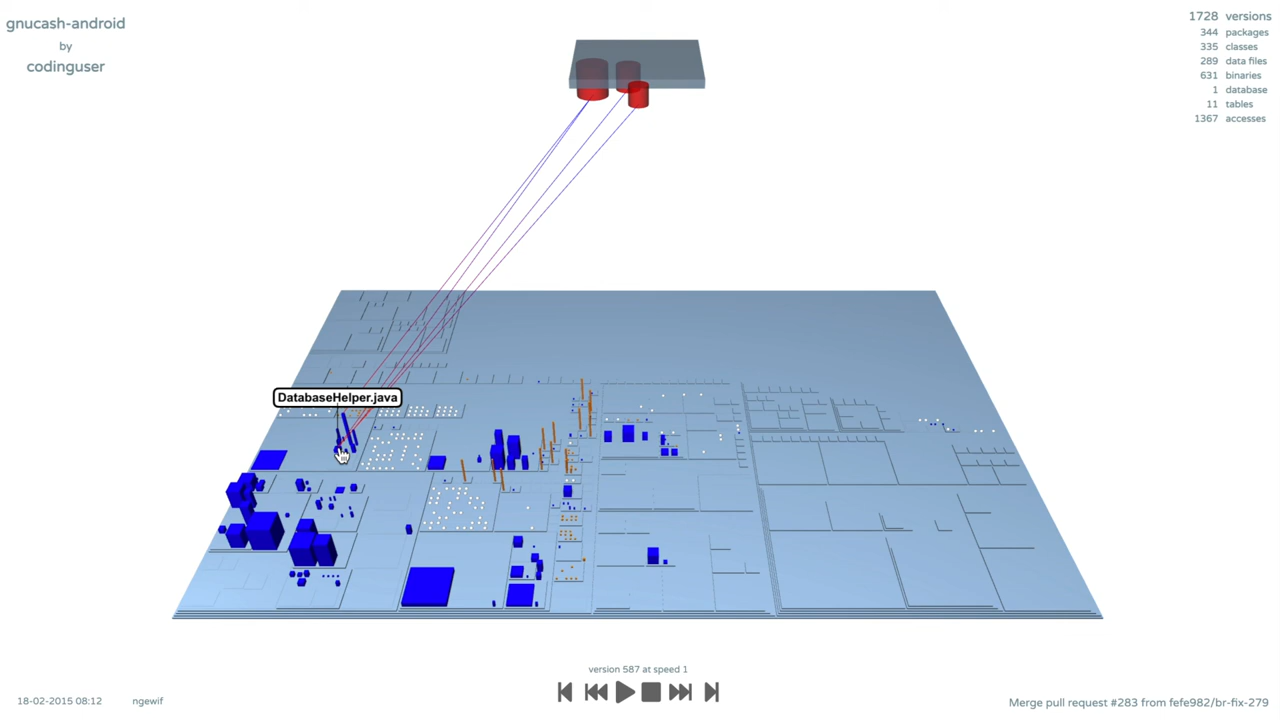 gnucash-android
by
codinguser
1728 versions
344 packages
335 classes
289 data files
631 binaries
1 database
11 tables
1367 accesses
DatabaseHelper.java
version 587 at speed 1
18-02-2015 08:12 ngewif
Merge pull request #283 from fefe982/br-fix-279